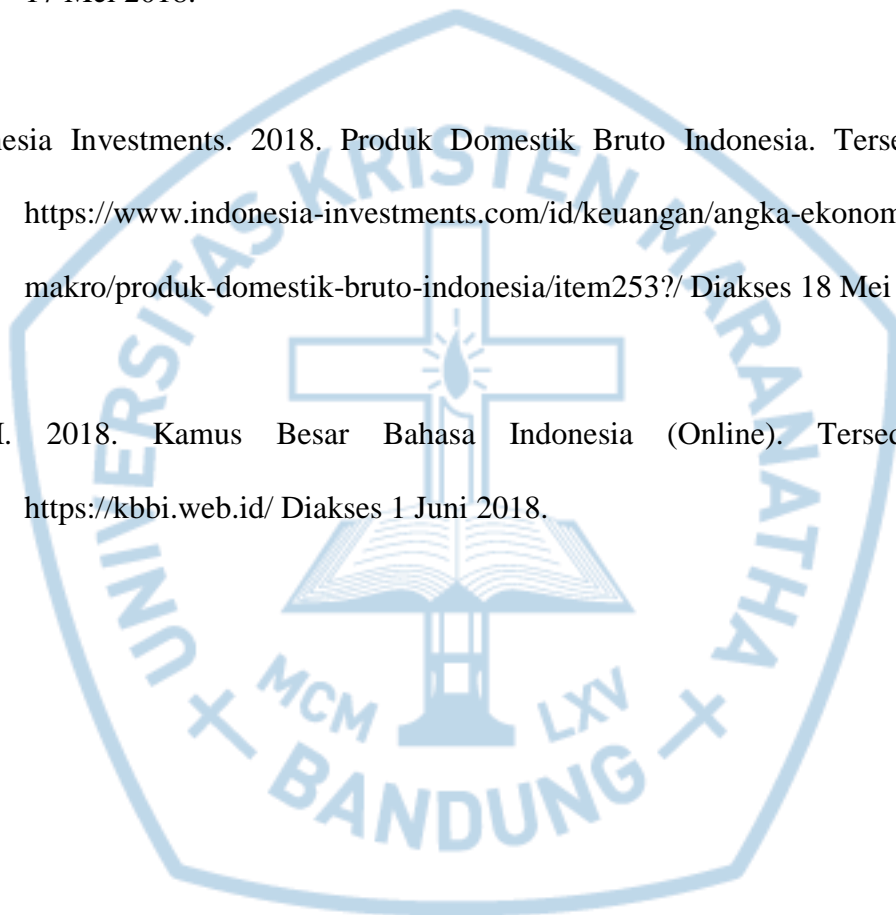 17 Mei 2018.
nesia Investments. 2018. Produk Domestik Bruto Indonesia. Terse
https://www.indonesia-investments.com/id/keuangan/angka-ekonom
makro/produk-domestik-bruto-indonesia/item253?/ Diakses 18 Mei
I. 2018. Kamus Besar Bahasa Indonesia (Online). Tersed
https://kbbi.web.id/ Diakses 1 Juni 2018.
UNIVERSITAS KRISTEN MARANATHA
MCM LXV
BANDUNG